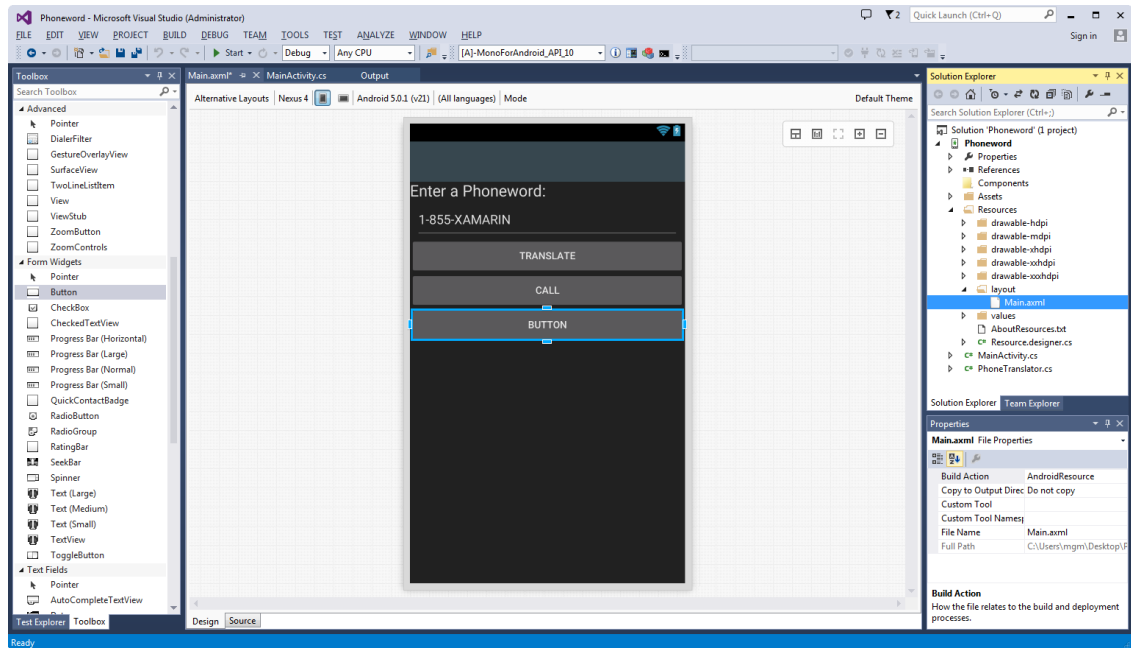 Phoneword - Microsoft Visual Studio (Administrator)
2
Quick Launch (Ctrl+Q)
FILE EDIT VIEW PROJECT BUILD DEBUG TEAM TOOLS TEST ANALYZE WINDOW HELP
Sign in
Start Debug Any CPU [A]-MonoForAndroid_API_10
Toolbox
Search Toolbox
Advanced
Pointer
DialerFilter
GestureOverlayView
SurfaceView
TwoLineListItem
View
ViewStub
ZoomButton
ZoomControls
Form Widgets
Pointer
Button
CheckBox
CheckedTextView
Progress Bar (Horizontal)
Progress Bar (Large)
Progress Bar (Normal)
Progress Bar (Small)
QuickContactBadge
RadioButton
RadioGroup
RatingBar
SeekBar
Spinner
Text (Large)
Text (Medium)
Text (Small)
TextView
ToggleButton
Text Fields
Pointer
AutoCompleteTextView
Test Explorer Toolbox
Main.axml* MainActivity.cs Output
Alternative Layouts Nexus 4 Android 5.0.1 (v21) (All languages) Mode Default Theme
Enter a Phoneword:
1-855-XAMARIN
TRANSLATE
CALL
BUTTON
Design Source
Solution Explorer
Search Solution Explorer (Ctrl+;)
Solution 'Phoneword' (1 project)
Phoneword
Properties
References
Components
Assets
Resources
drawable-hdpi
drawable-mdpi
drawable-xhdpi
drawable-xxhdpi
drawable-xxxhdpi
layout
Main.axml
values
AboutResources.txt
C# Resource.designer.cs
C# MainActivity.cs
C# PhoneTranslator.cs
Solution Explorer Team Explorer
Properties
Main.axml File Properties
Build Action AndroidResource
Copy to Output Direc Do not copy
Custom Tool
Custom Tool Namesp
File Name Main.axml
Full Path C:\Users\mgm\Desktop\P
Build Action
How the file relates to the build and deployment
processes.
Ready